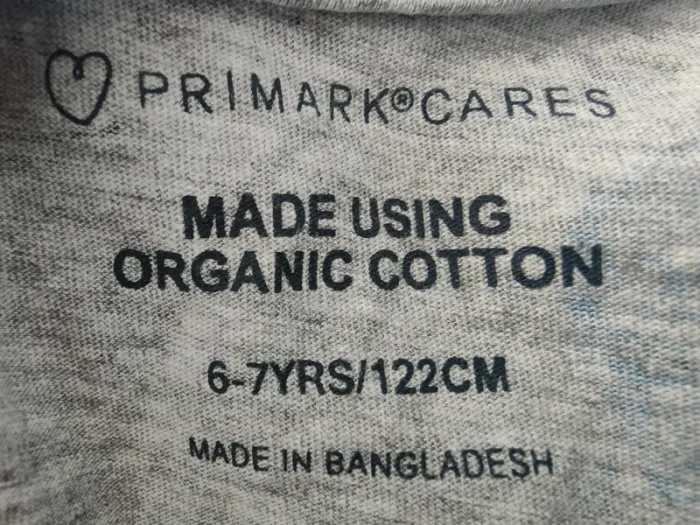 PRIMARK®CARES
MADE USING
ORGANIC COTTON
6-7YRS/122CM
MADE IN BANGLADESH